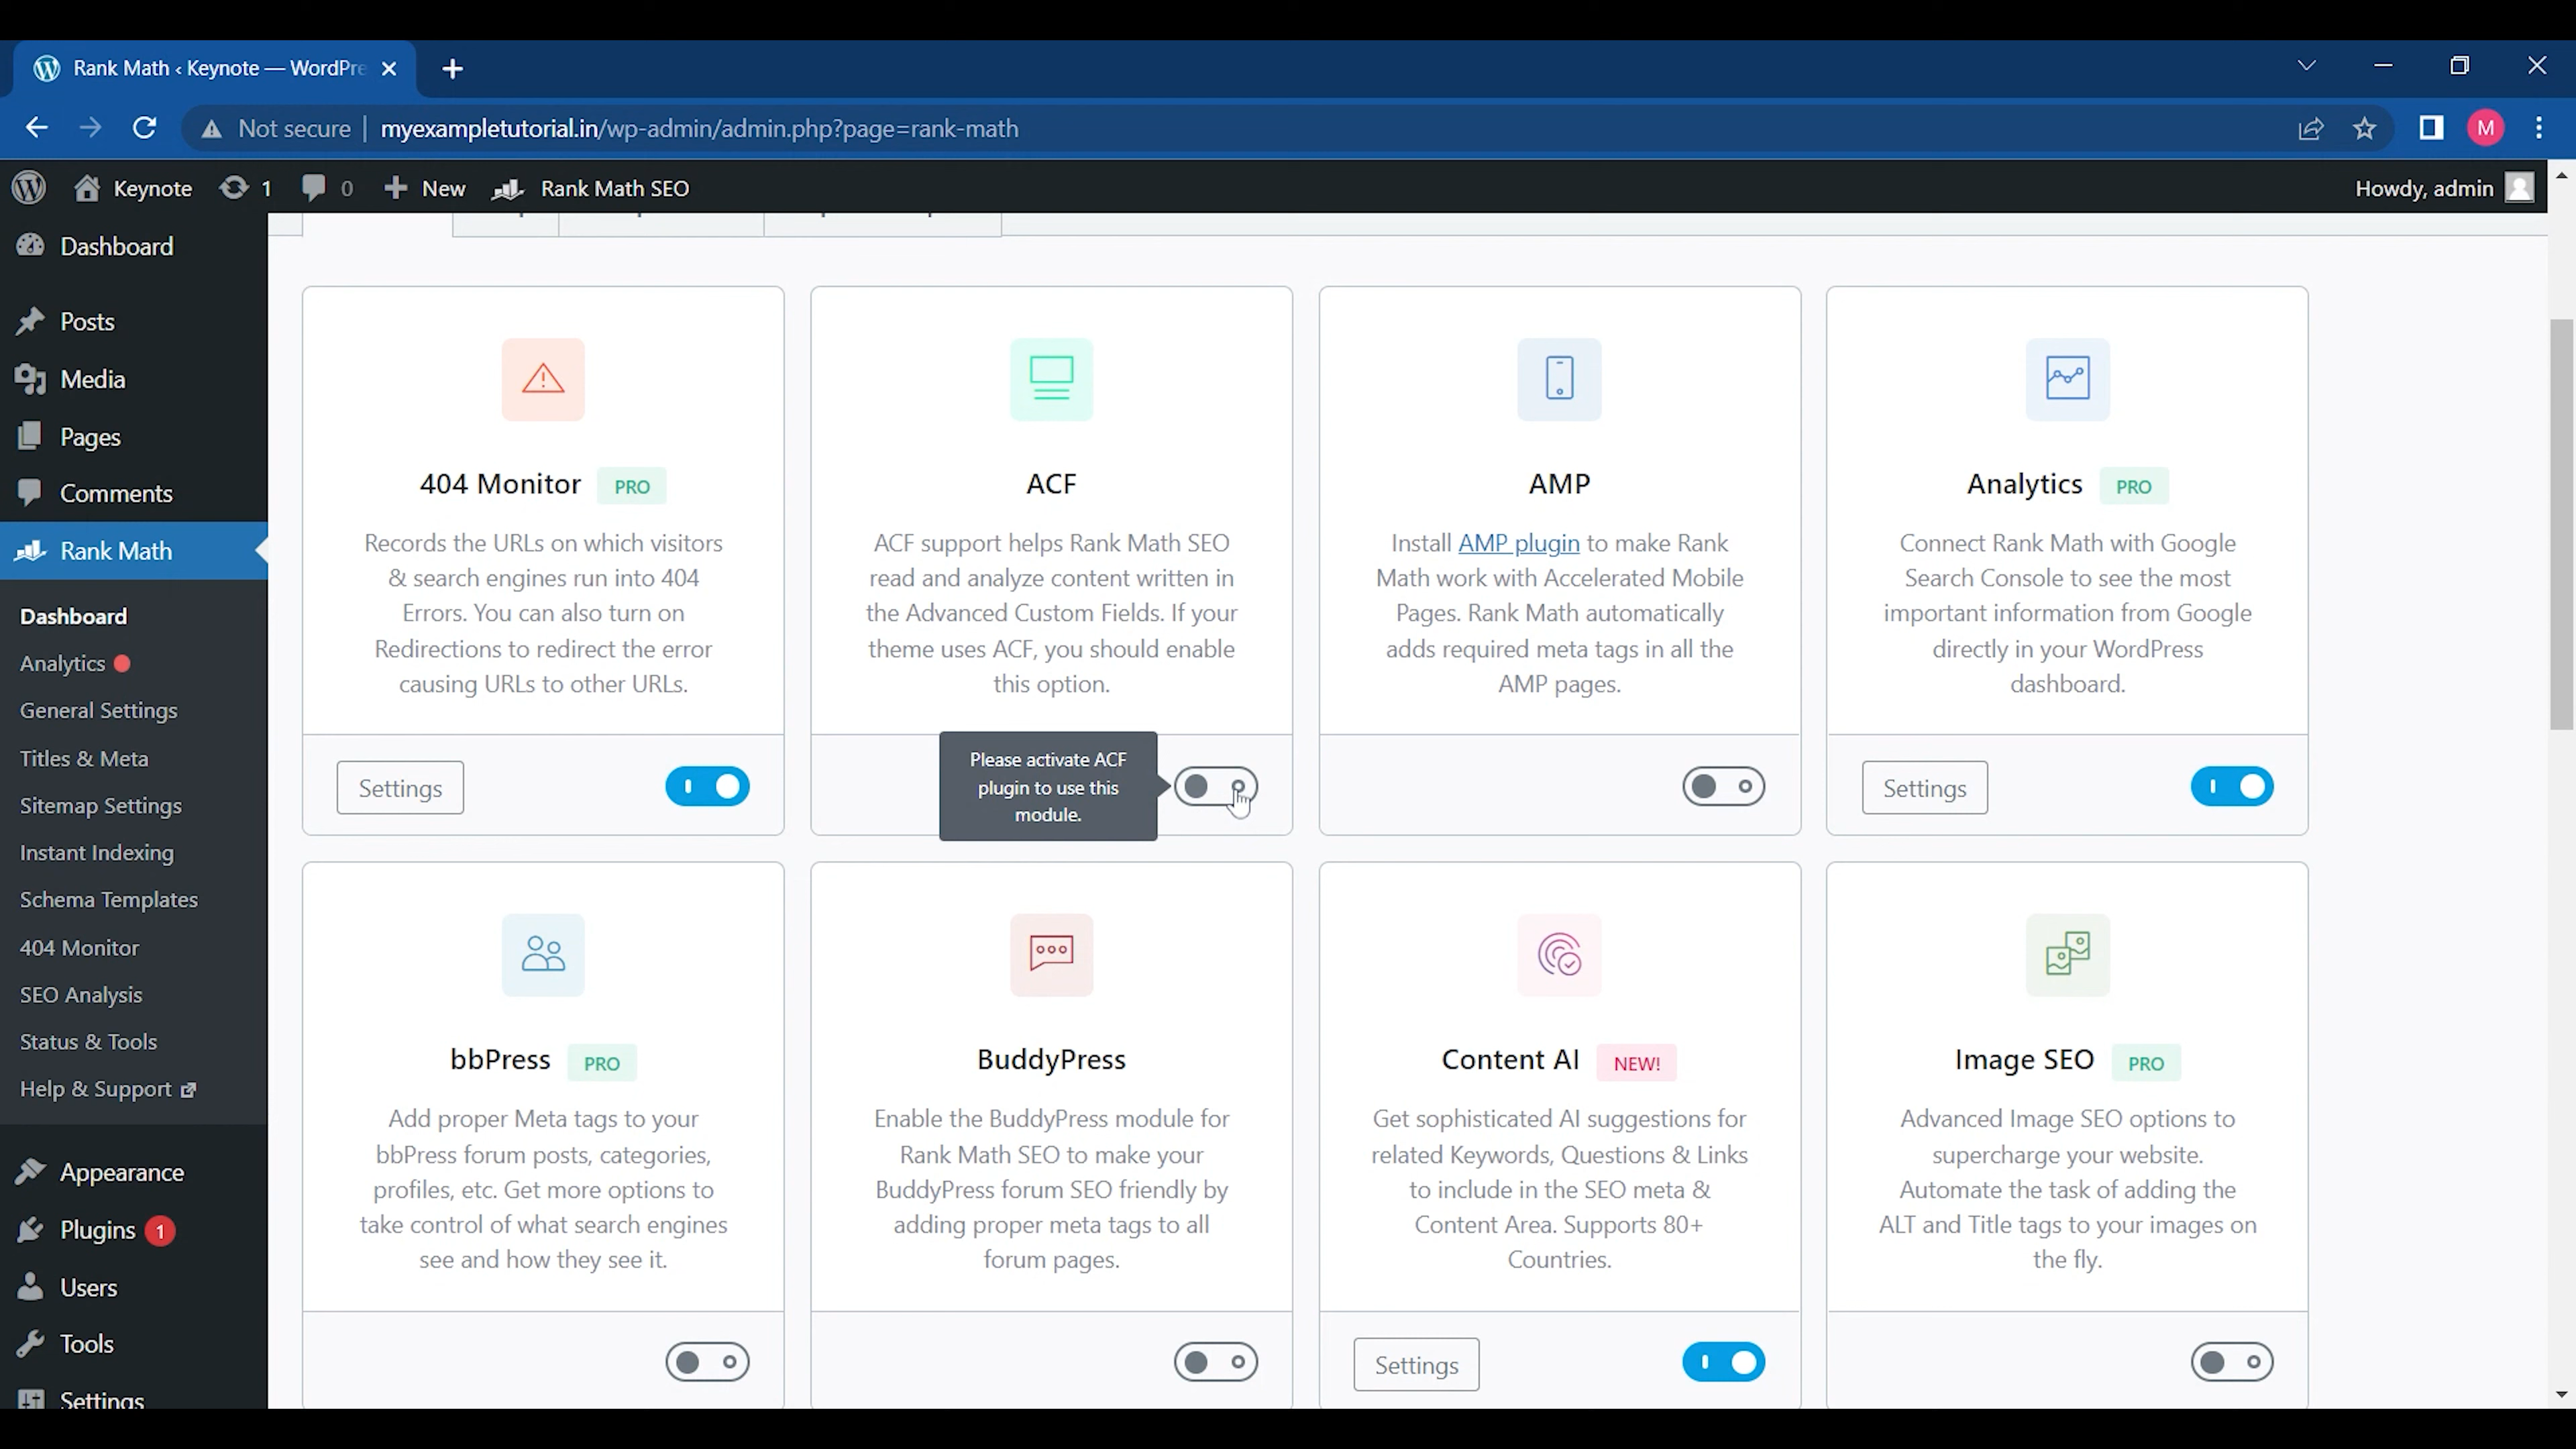 Rank Math ‹ Keynote — WordPre
Not secure
myexampletutorial.in/wp-admin/admin.php?page=rank-math
M
Keynote
1
0
New
Rank Math SEO
Howdy, admin
Dashboard
Posts
Media
Pages
Comments
Rank Math
Dashboard
Analytics
General Settings
Titles & Meta
Sitemap Settings
Instant Indexing
Schema Templates
404 Monitor
SEO Analysis
Status & Tools
Help & Support
Appearance
Plugins 1
Users
Tools
Settings
404 Monitor PRO
Records the URLs on which visitors
& search engines run into 404
Errors. You can also turn on
Redirections to redirect the error
causing URLs to other URLs.
Settings
ACF
ACF support helps Rank Math SEO
read and analyze content written in
the Advanced Custom Fields. If your
theme uses ACF, you should enable
this option.
Please activate ACF
plugin to use this
module.
AMP
Install AMP plugin to make Rank
Math work with Accelerated Mobile
Pages. Rank Math automatically
adds required meta tags in all the
AMP pages.
Analytics PRO
Connect Rank Math with Google
Search Console to see the most
important information from Google
directly in your WordPress
dashboard.
Settings
bbPress PRO
Add proper Meta tags to your
bbPress forum posts, categories,
profiles, etc. Get more options to
take control of what search engines
see and how they see it.
BuddyPress
Enable the BuddyPress module for
Rank Math SEO to make your
BuddyPress forum SEO friendly by
adding proper meta tags to all
forum pages.
Content AI NEW!
Get sophisticated AI suggestions for
related Keywords, Questions & Links
to include in the SEO meta &
Content Area. Supports 80+
Countries.
Settings
Image SEO PRO
Advanced Image SEO options to
supercharge your website.
Automate the task of adding the
ALT and Title tags to your images on
the fly.